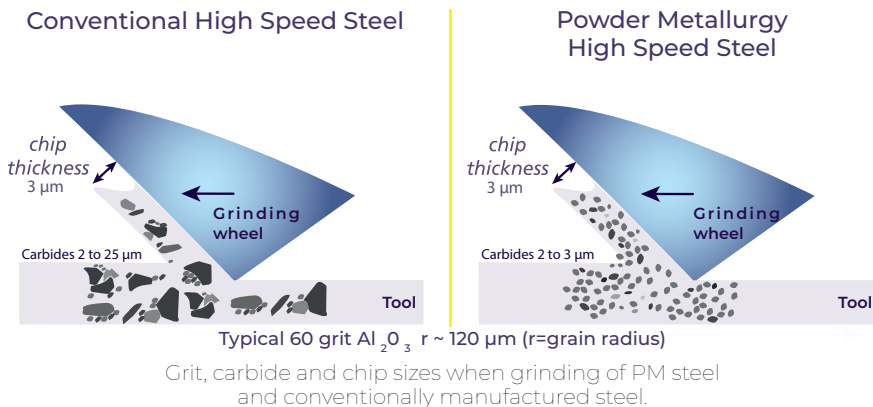 Conventional High Speed Steel
Powder Metallurgy
High Speed Steel
chip
thickness
3 µm
Grinding
wheel
Carbides 2 to 25 µm
Tool
chip
thickness
3 µm
Grinding
wheel
Carbides 2 to 3 µm
Tool
Typical 60 grit Al 2 0 3 r ~ 120 µm (r=grain radius)
Grit, carbide and chip sizes when grinding of PM steel
and conventionally manufactured steel.